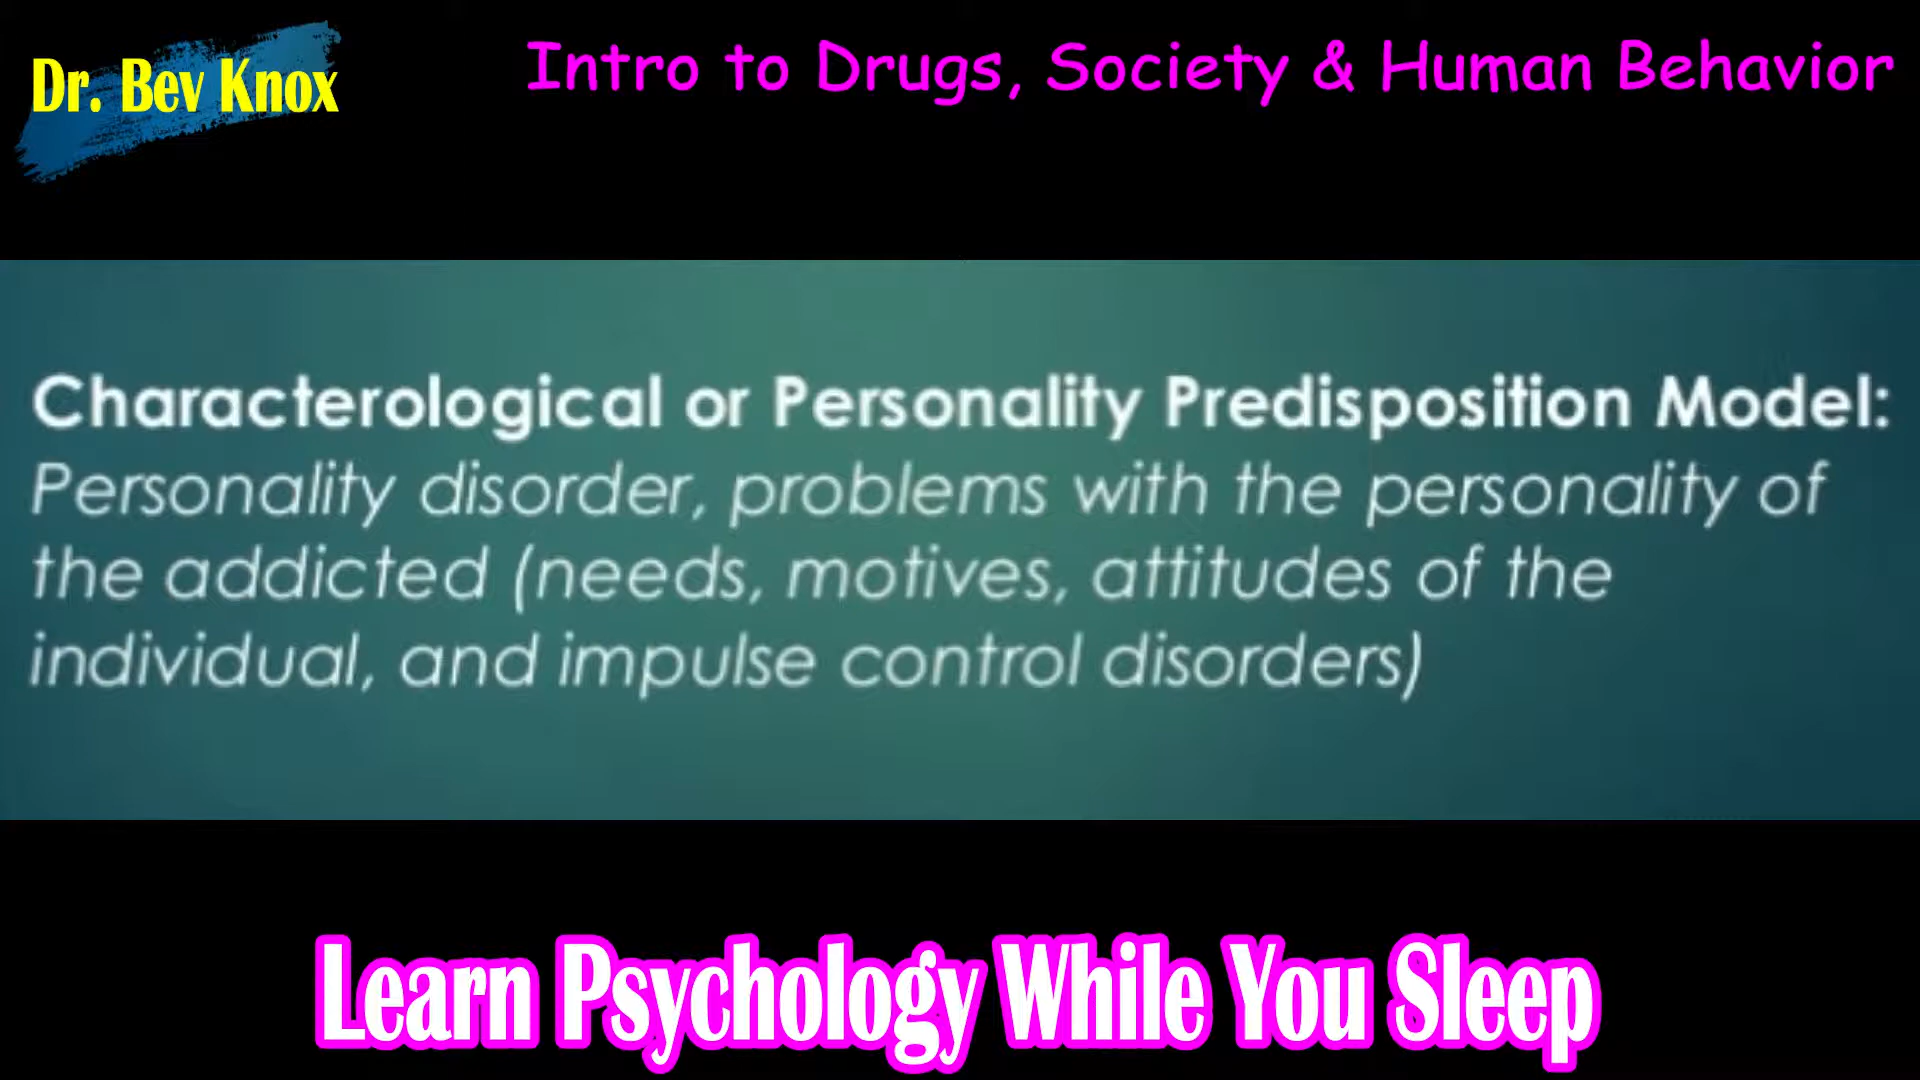 Dr. Bev Knox
Intro to Drugs, Society & Human Behavior
Characterological or Personality Predisposition Model:
Personality disorder, problems with the personality of
the addicted (needs, motives, attitudes of the
individual, and impulse control disorders)
Learn Psychology While You Sleep